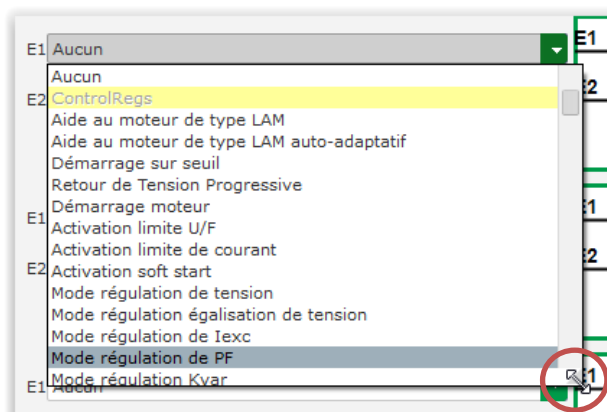 E1 Aucun E1
Aucun
E2 ControlRegs E2
Aide au moteur de type LAM
Aide au moteur de type LAM auto-adaptatif
Démarrage sur seuil
Retour de Tension Progressive
Démarrage moteur E1
E1 Activation limite U/F
Activation limite de courant E2
E2 Activation soft start
Mode régulation de tension
Mode régulation égalisation de tension
Mode régulation de Iexc
Mode régulation de PF
Mode régulation Kvar E1
E1 Aucun